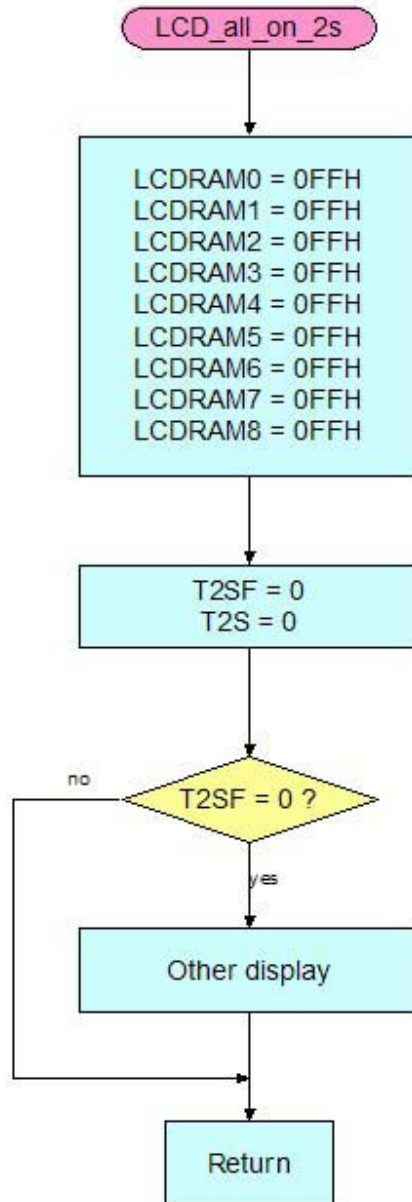 LCD_all_on_2s
LCDRAM0 = 0FFH
LCDRAM1 = 0FFH
LCDRAM2 = 0FFH
LCDRAM3 = 0FFH
LCDRAM4 = 0FFH
LCDRAM5 = 0FFH
LCDRAM6 = 0FFH
LCDRAM7 = 0FFH
LCDRAM8 = 0FFH
T2SF = 0
T2S = 0
no
T2SF = 0 ?
yes
Other display
Return